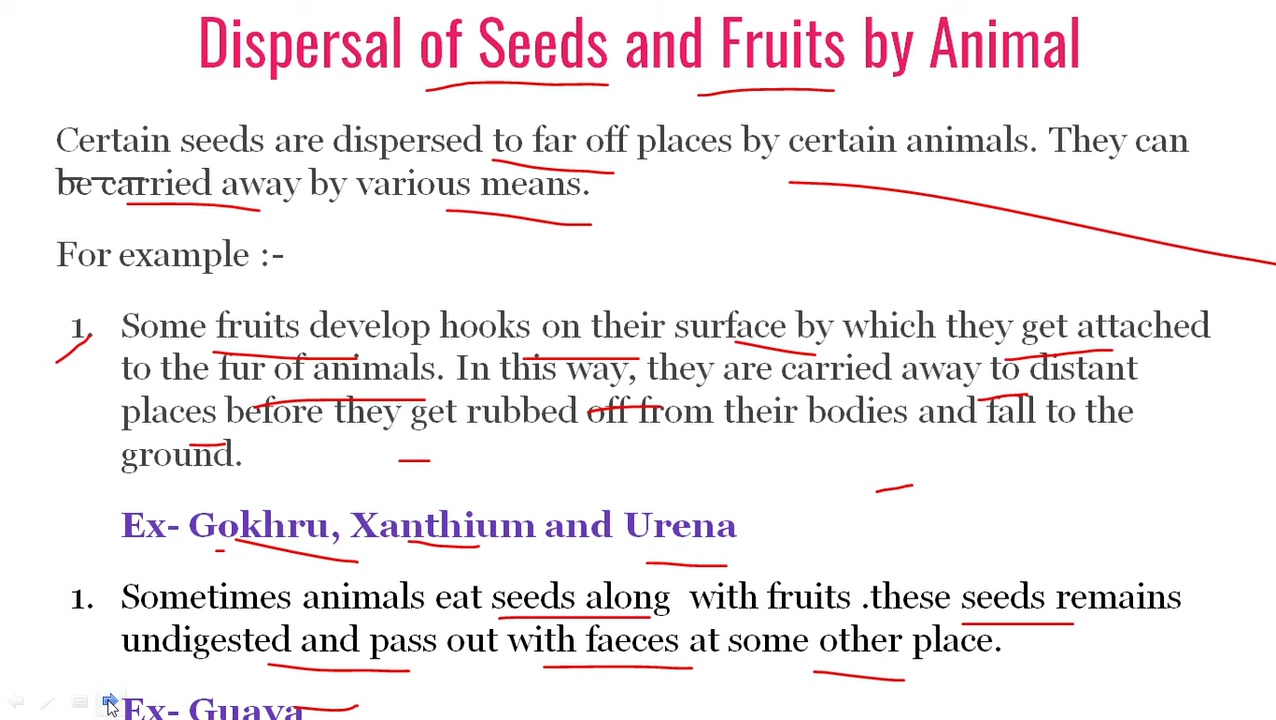 Dispersal of Seeds and Fruits by Animal
Certain seeds are dispersed to far off places by certain animals. They can
be carried away by various means.
For example :-
1. Some fruits develop hooks on their surface by which they get attached
to the fur of animals. In this way, they are carried away to distant
places before they get rubbed off from their bodies and fall to the
ground.
Ex- Gokhru, Xanthium and Urena
1. Sometimes animals eat seeds along with fruits .these seeds remains
undigested and pass out with faeces at some other place.
Ex- Guava